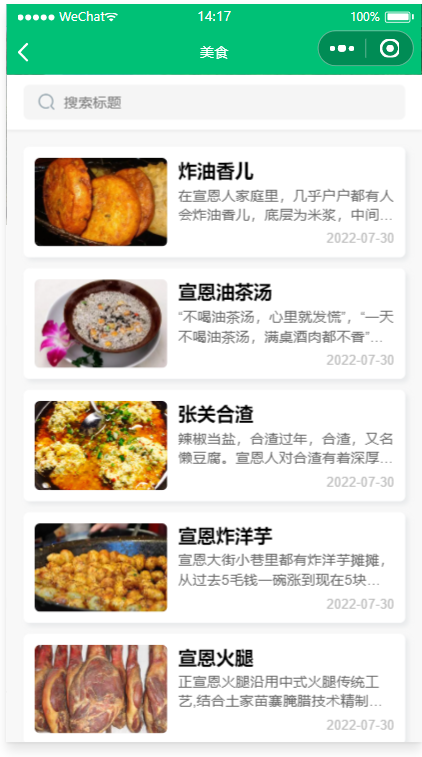 WeChat
14:17
100%
美食
搜索标题
炸油香儿
在宣恩人家庭里，几乎户户都有人
会炸油香儿，底层为米浆，中间...
2022-07-30
宣恩油茶汤
“不喝油茶汤，心里就发慌”，“一天
不喝油茶汤，满桌酒肉都不香”...
2022-07-30
张关合渣
辣椒当盐，合渣过年，合渣，又名
懒豆腐。宣恩人对合渣有着深厚...
2022-07-30
宣恩炸洋芋
宣恩大街小巷里都有炸洋芋摊摊，
从过去5毛钱一碗涨到现在5块...
2022-07-30
宣恩火腿
正宣恩火腿沿用中式火腿传统工
艺,结合土家苗寨腌腊技术精制...
2022-07-30